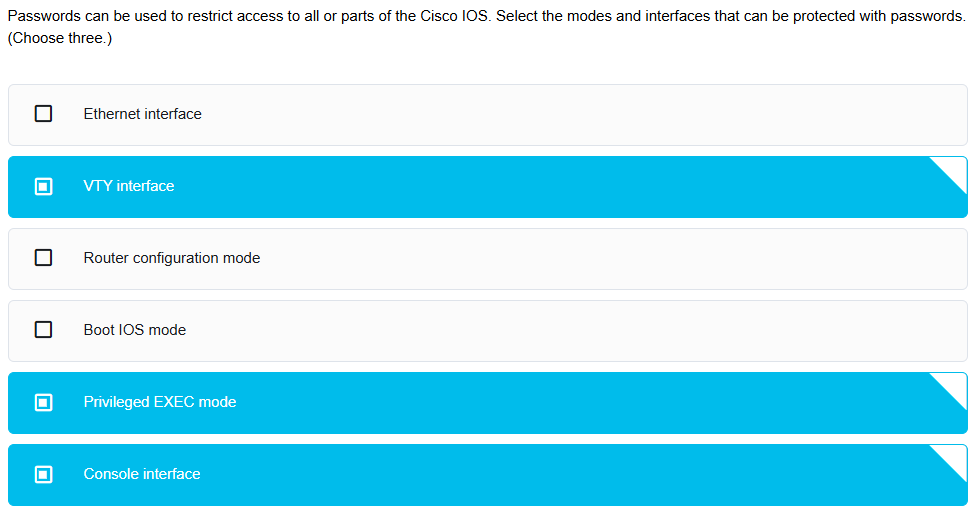 Passwords can be used to restrict access to all or parts of the Cisco IOS. Select the modes and interfaces that can be protected with passwords.
(Choose three.)
Ethernet interface
VTY interface
Router configuration mode
Boot IOS mode
Privileged EXEC mode
Console interface